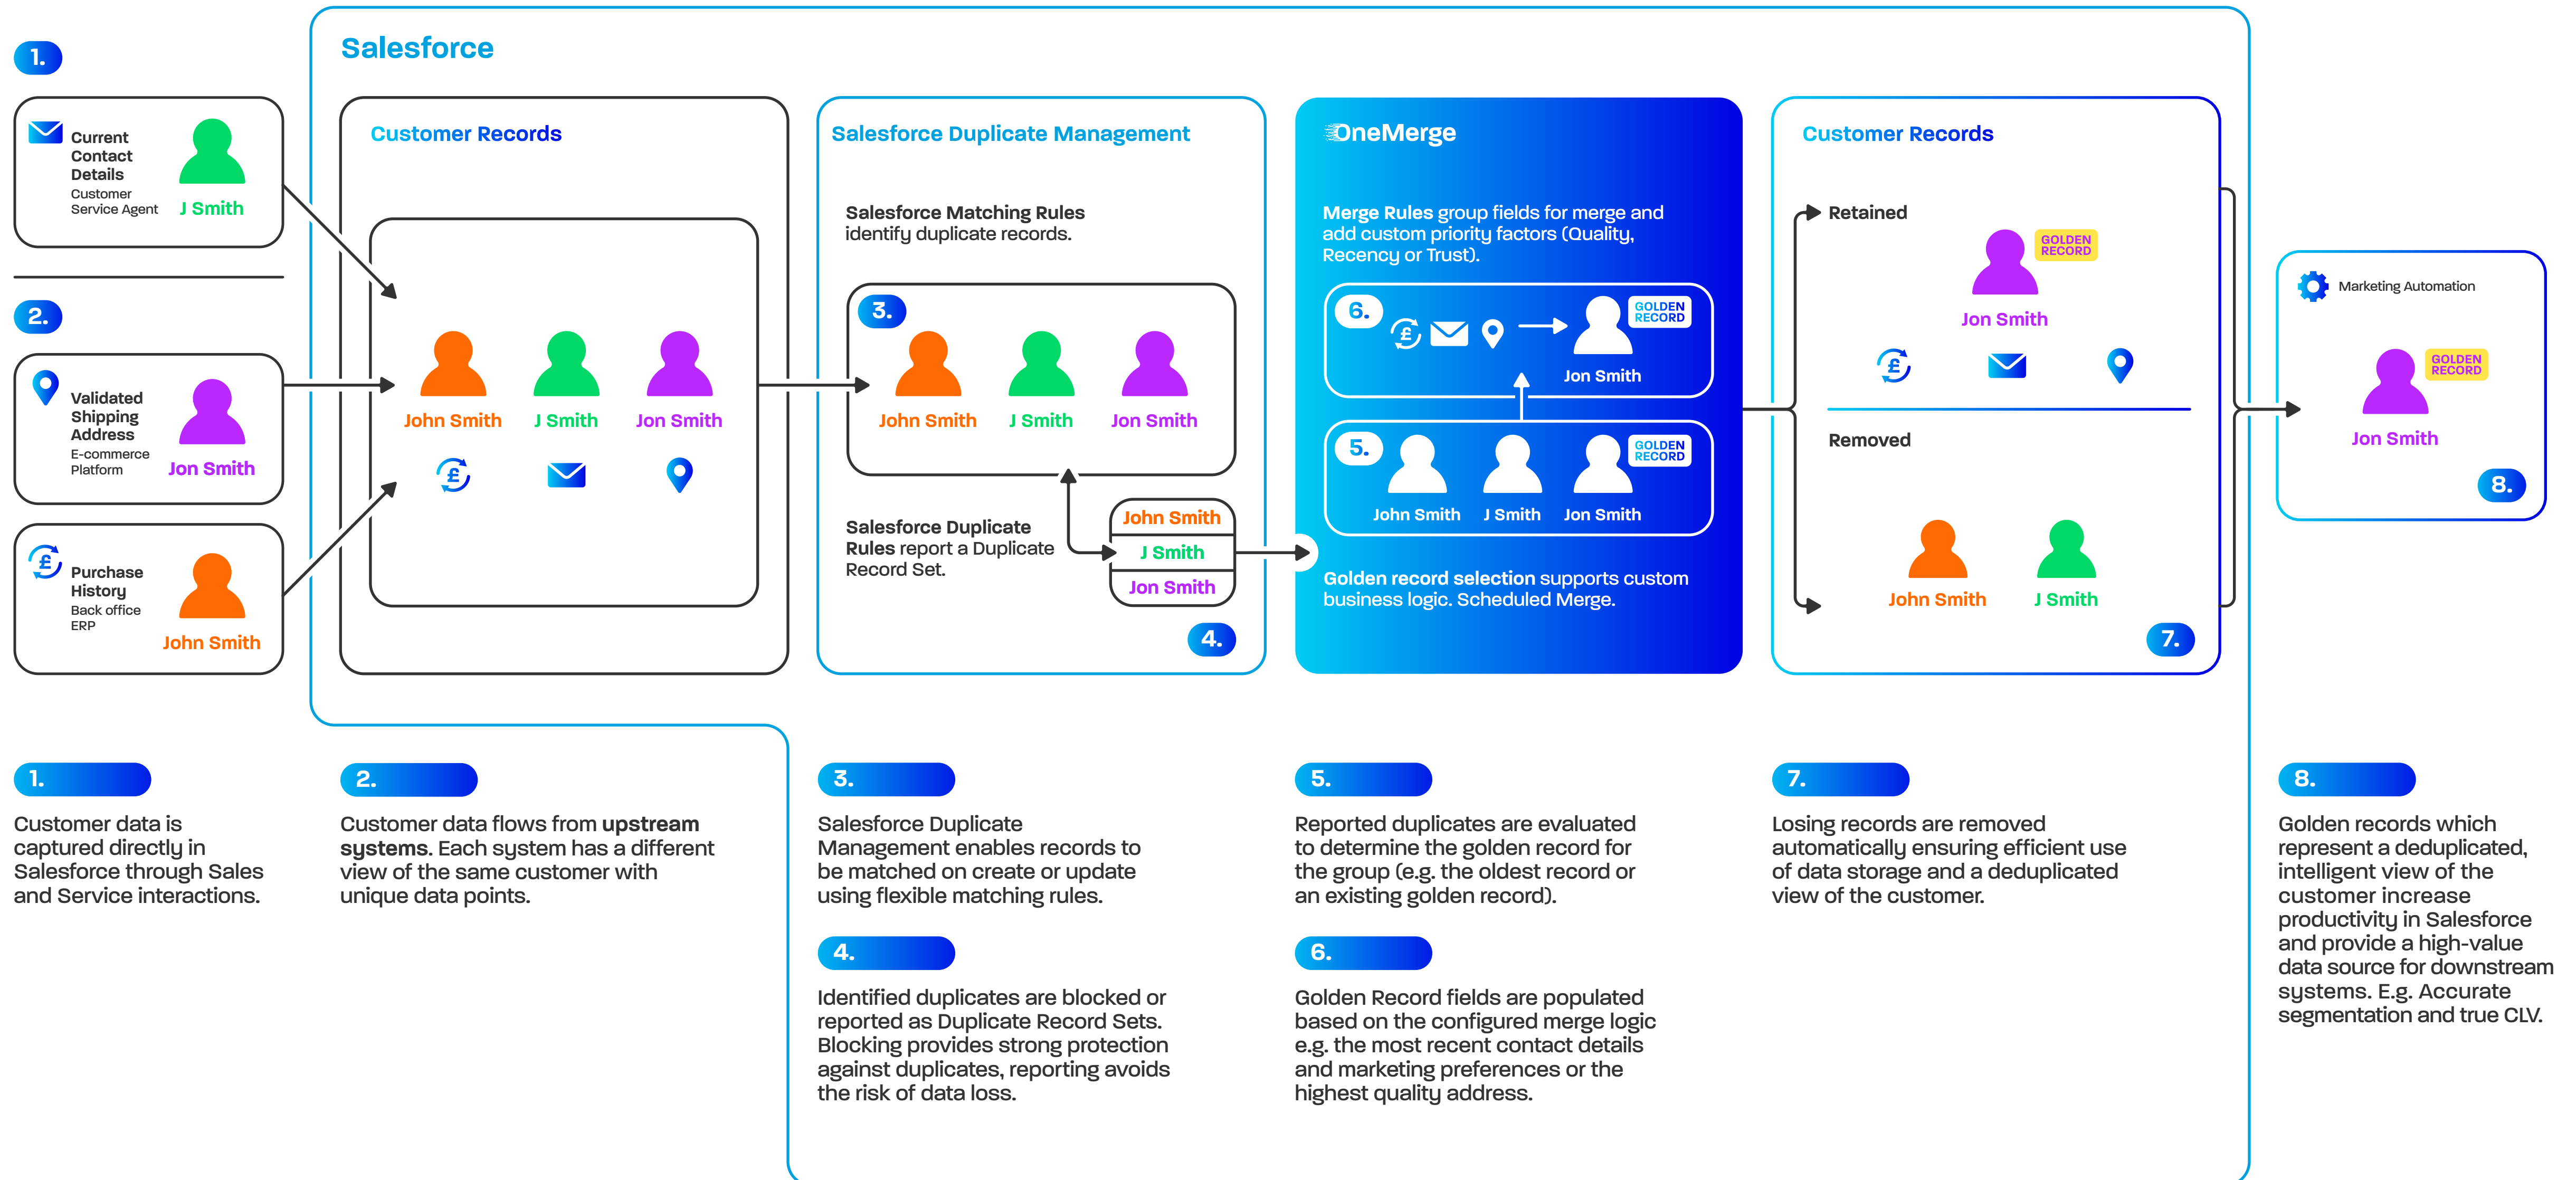 Salesforce
1.
Current
Contact
Details
Customer
Service Agent
J Smith
2.
Validated
Shipping
Address
E-commerce
Platform
Jon Smith
£
Purchase
History
Back office
ERP
John Smith
Customer Records
John Smith
J Smith
Jon Smith
£
Salesforce Duplicate Management
Salesforce Matching Rules
identify duplicate records.
3.
John Smith
J Smith
Jon Smith
Salesforce Duplicate
Rules report a Duplicate
Record Set.
John Smith
J Smith
Jon Smith
4.
OneMerge
Merge Rules group fields for merge and
add custom priority factors (Quality,
Recency or Trust).
6.
£
GOLDEN
RECORD
Jon Smith
5.
GOLDEN
RECORD
John Smith
J Smith
Jon Smith
Golden record selection supports custom
business logic. Scheduled Merge.
Customer Records
Retained
GOLDEN
RECORD
Jon Smith
£
Removed
John Smith
J Smith
7.
Marketing Automation
GOLDEN
RECORD
Jon Smith
8.
1.
Customer data is
captured directly in
Salesforce through Sales
and Service interactions.
2.
Customer data flows from upstream
systems. Each system has a different
view of the same customer with
unique data points.
3.
Salesforce Duplicate
Management enables records to
be matched on create or update
using flexible matching rules.
4.
Identified duplicates are blocked or
reported as Duplicate Record Sets.
Blocking provides strong protection
against duplicates, reporting avoids
the risk of data loss.
5.
Reported duplicates are evaluated
to determine the golden record for
the group (e.g. the oldest record or
an existing golden record).
6.
Golden Record fields are populated
based on the configured merge logic
e.g. the most recent contact details
and marketing preferences or the
highest quality address.
7.
Losing records are removed
automatically ensuring efficient use
of data storage and a deduplicated
view of the customer.
8.
Golden records which
represent a deduplicated,
intelligent view of the
customer increase
productivity in Salesforce
and provide a high-value
data source for downstream
systems. E.g. Accurate
segmentation and true CLV.